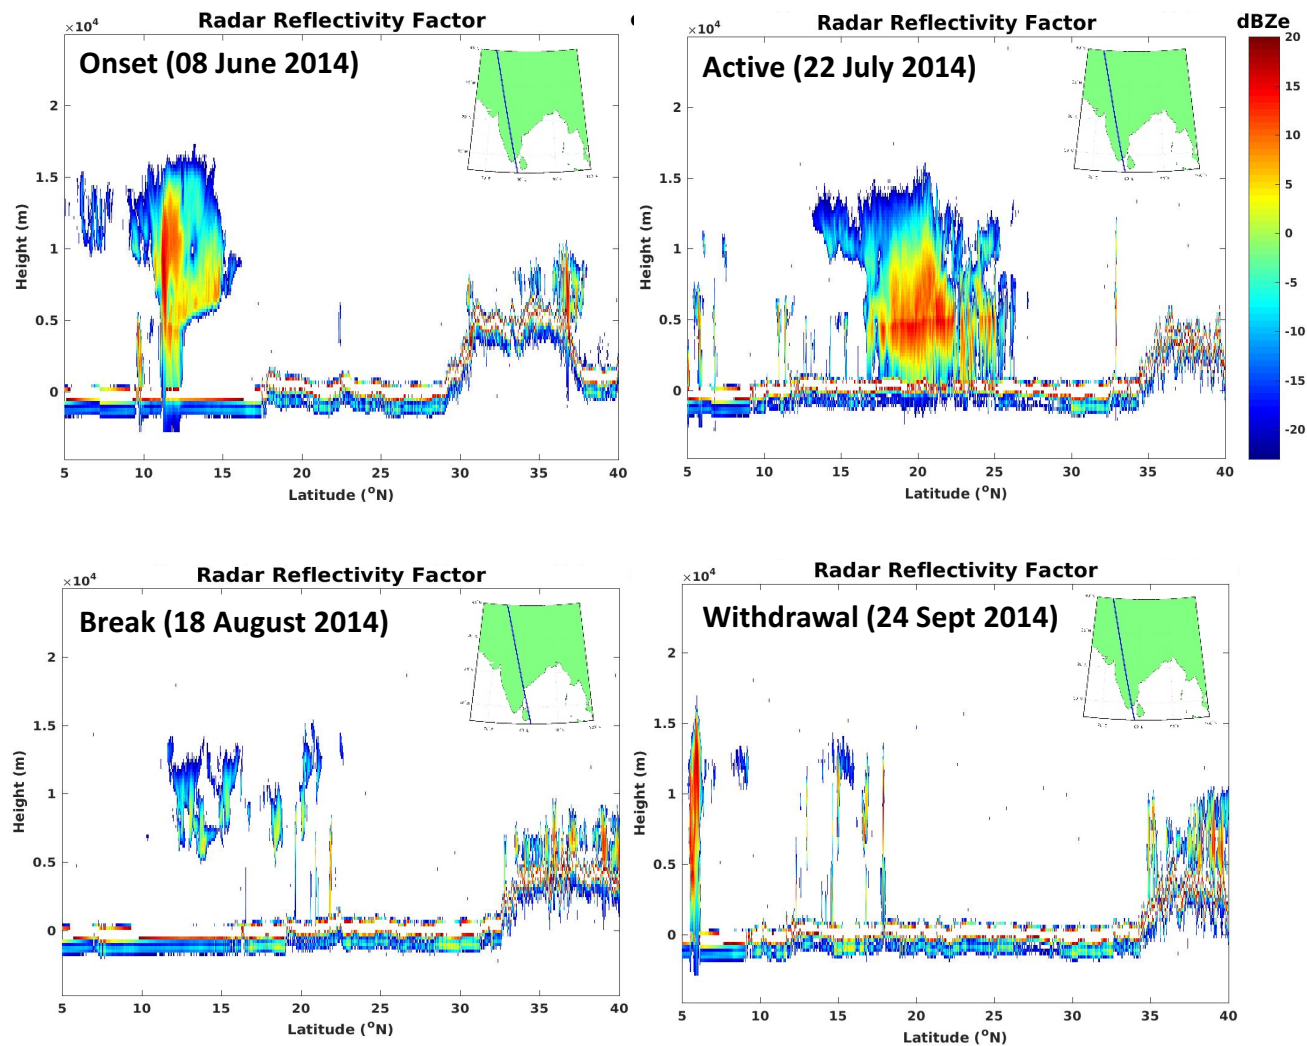 Radar Reflectivity Factor
×10⁴
Onset (08 June 2014)
Height (m)
2
1.5
1
0.5
0
5 10 15 20 25 30 35 40
Latitude (°N)
Radar Reflectivity Factor
×10⁴
Active (22 July 2014)
Height (m)
2
1.5
1
0.5
0
5 10 15 20 25 30 35 40
Latitude (°N)
dBZe
20
15
10
5
0
-5
-10
-15
-20
Radar Reflectivity Factor
×10⁴
Break (18 August 2014)
Height (m)
2
1.5
1
0.5
0
5 10 15 20 25 30 35 40
Latitude (°N)
Radar Reflectivity Factor
×10⁴
Withdrawal (24 Sept 2014)
Height (m)
2
1.5
1
0.5
0
5 10 15 20 25 30 35 40
Latitude (°N)